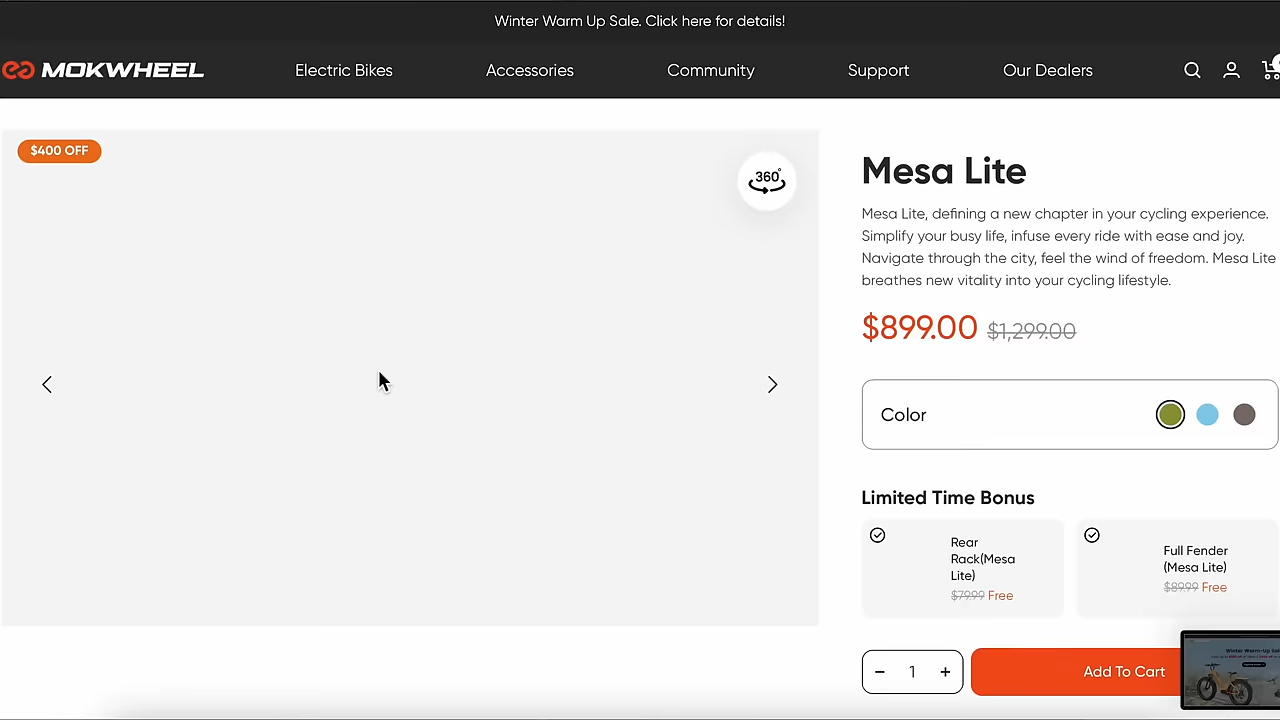 Winter Warm Up Sale. Click here for details!
MOKWHEEL
Electric Bikes
Accessories
Community
Support
Our Dealers
$400 OFF
360°
Mesa Lite
Mesa Lite, defining a new chapter in your cycling experience.
Simplify your busy life, infuse every ride with ease and joy.
Navigate through the city, feel the wind of freedom. Mesa Lite
breathes new vitality into your cycling lifestyle.
$899.00 $1,299.00
Color
Limited Time Bonus
Rear
Rack(Mesa
Lite)
$79.99 Free
Full Fender
(Mesa Lite)
$89.99 Free
− 1 +
Add To Cart
Winter Warm-Up Sal